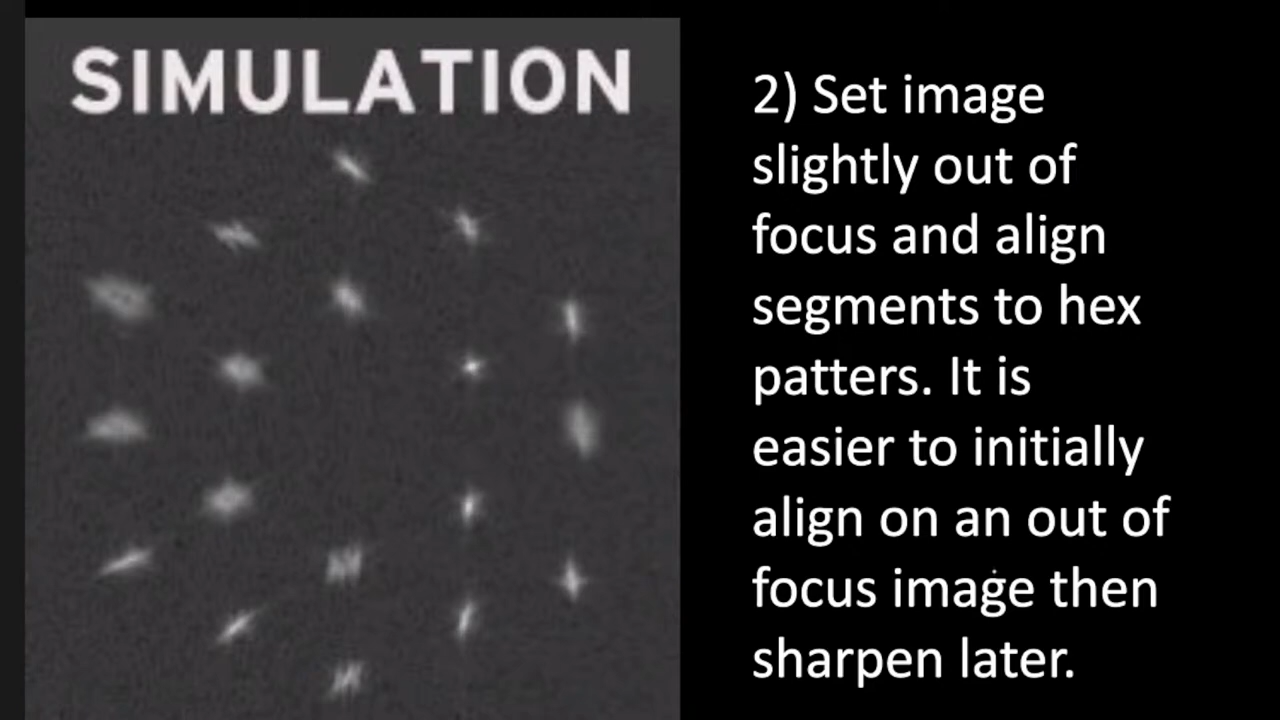 SIMULATION
2) Set image
slightly out of
focus and align
segments to hex
patters. It is
easier to initially
align on an out of
focus image then
sharpen later.